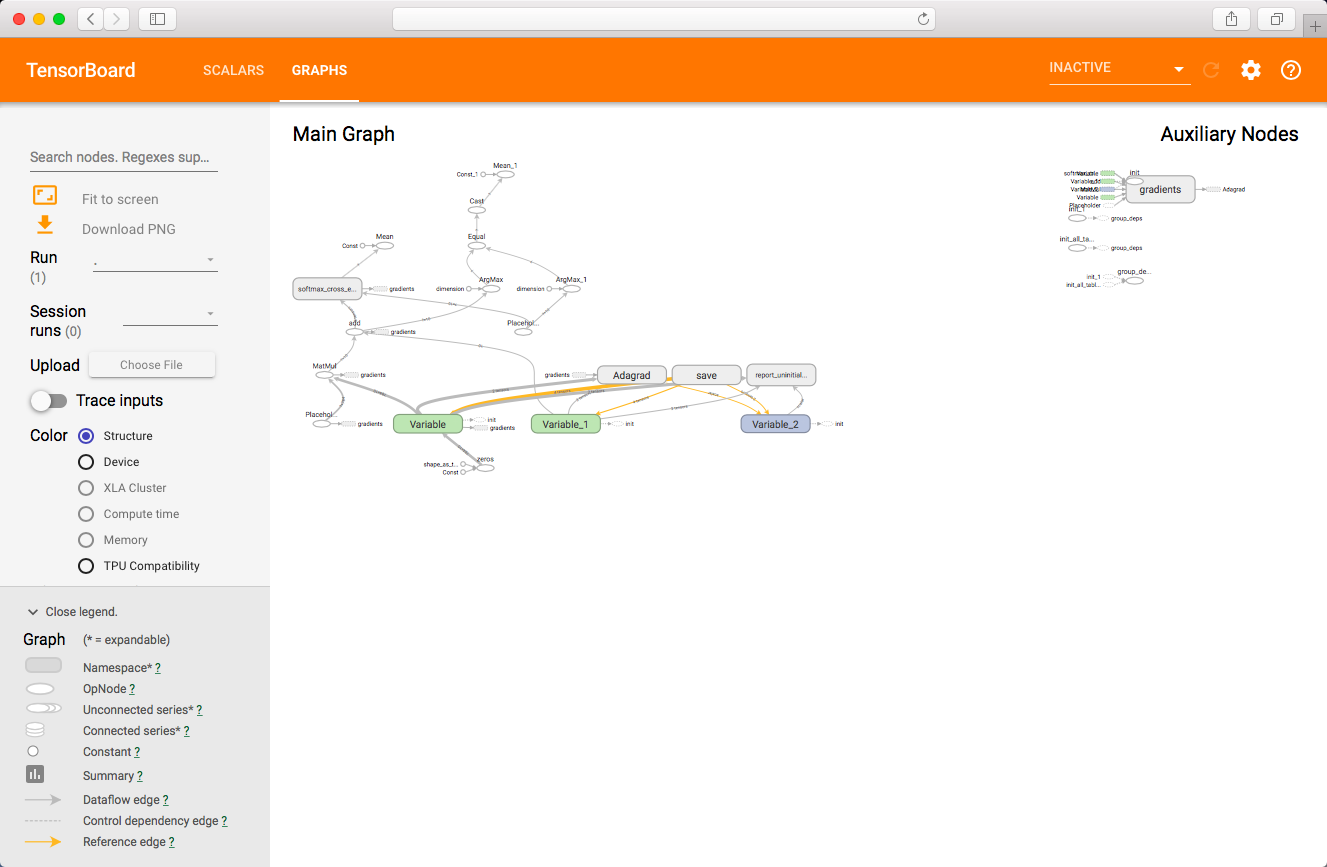 TensorBoard
SCALARS
GRAPHS
INACTIVE
Search nodes. Regexes sup...
Fit to screen
Download PNG
Run
(1)
.
Session
runs (0)
Upload
Choose File
Trace inputs
Color
Structure
Device
XLA Cluster
Compute time
Memory
TPU Compatibility
Close legend.
Graph
(* = expandable)
Namespace* ?
OpNode ?
Unconnected series* ?
Connected series* ?
Constant ?
Summary ?
Dataflow edge ?
Control dependency edge ?
Reference edge ?
Main Graph
Mean_1
Const_1
Cast
Mean
Const
Equal
ArgMax
dimension
ArgMax_1
dimension
softmax_cross_e...
gradients
add
gradients
Placehol...
MatMul
gradients
gradients
Adagrad
save
report_uninitial...
Placehol...
gradients
Variable
init
gradients
Variable_1
init
Variable_2
init
zeros
shape_as_t...
Const
Auxiliary Nodes
init
Variable
Placeholder
gradients
Adagrad
init_1
group_deps
init_all_ta...
group_deps
group_de...
init_1
init_all_tabl...